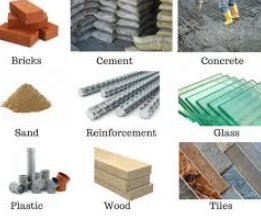 Bricks
Cement
Concrete
Sand
Reinforcement
Glass
Plastic
Wood
Tiles